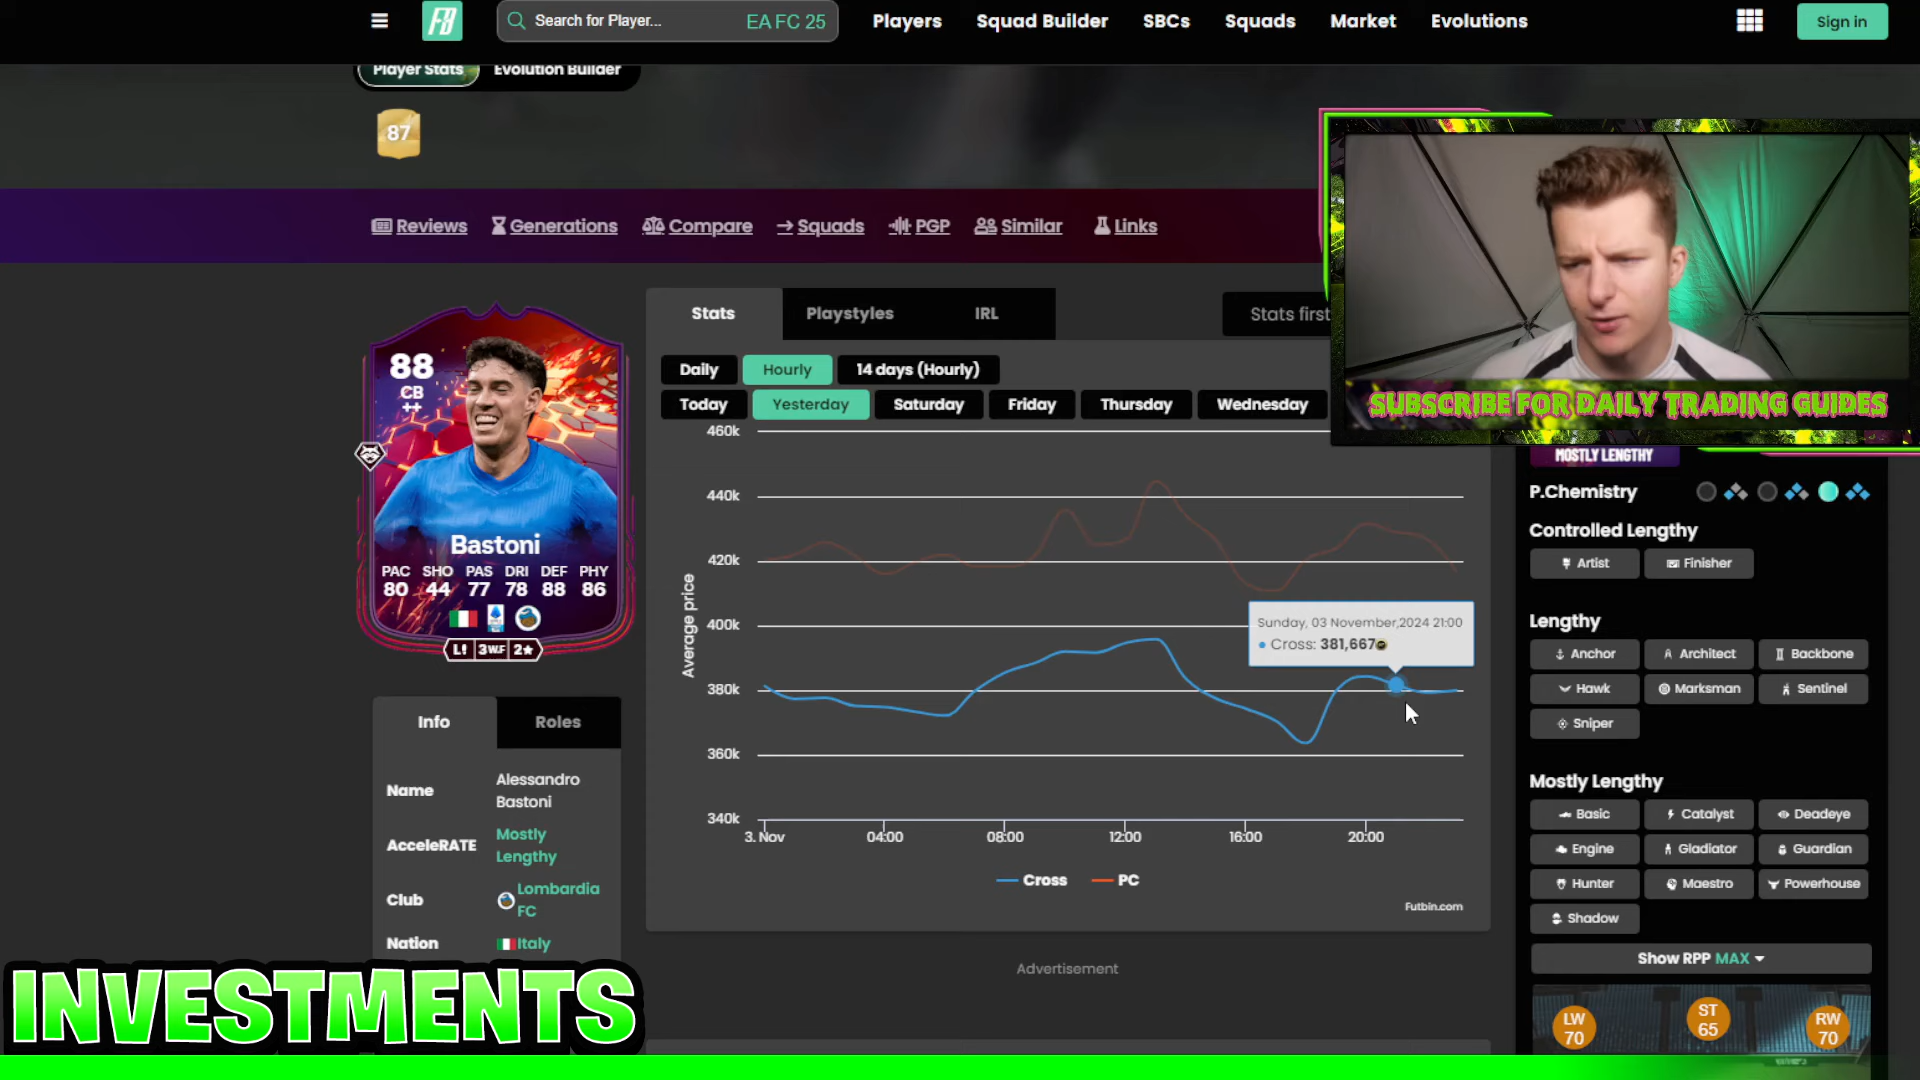 Search for Player... EA FC 25
Players Squad Builder SBCs Squads Market Evolutions
Sign in
Player Stats Evolution Builder
87
Reviews Generations Compare Squads PGP Similar Links
Stats Playstyles IRL
Stats first
Daily Hourly 14 days (Hourly)
Today Yesterday Saturday Friday Thursday Wednesday
SUBSCRIBE FOR DAILY TRADING GUIDES
88
CB
++
Bastoni
PAC SHO PAS DRI DEF PHY
80 44 77 78 88 86
3W.F 2★
Average price
460k
440k
420k
400k
380k
360k
340k
Sunday, 03 November,2024 21:00
Cross: 381,667
3. Nov 04:00 08:00 12:00 16:00 20:00
Cross PC
Futbin.com
Advertisement
Info Roles
Name Alessandro
Bastoni
AcceleRATE Mostly
Lengthy
Club Lombardia
FC
Nation Italy
MOSTLY LENGTHY
P.Chemistry
Controlled Lengthy
Artist Finisher
Lengthy
Anchor Architect Backbone
Hawk Marksman Sentinel
Sniper
Mostly Lengthy
Basic Catalyst Deadeye
Engine Gladiator Guardian
Hunter Maestro Powerhouse
Shadow
Show RPP MAX
LW
70
ST
65
RW
70
INVESTMENTS